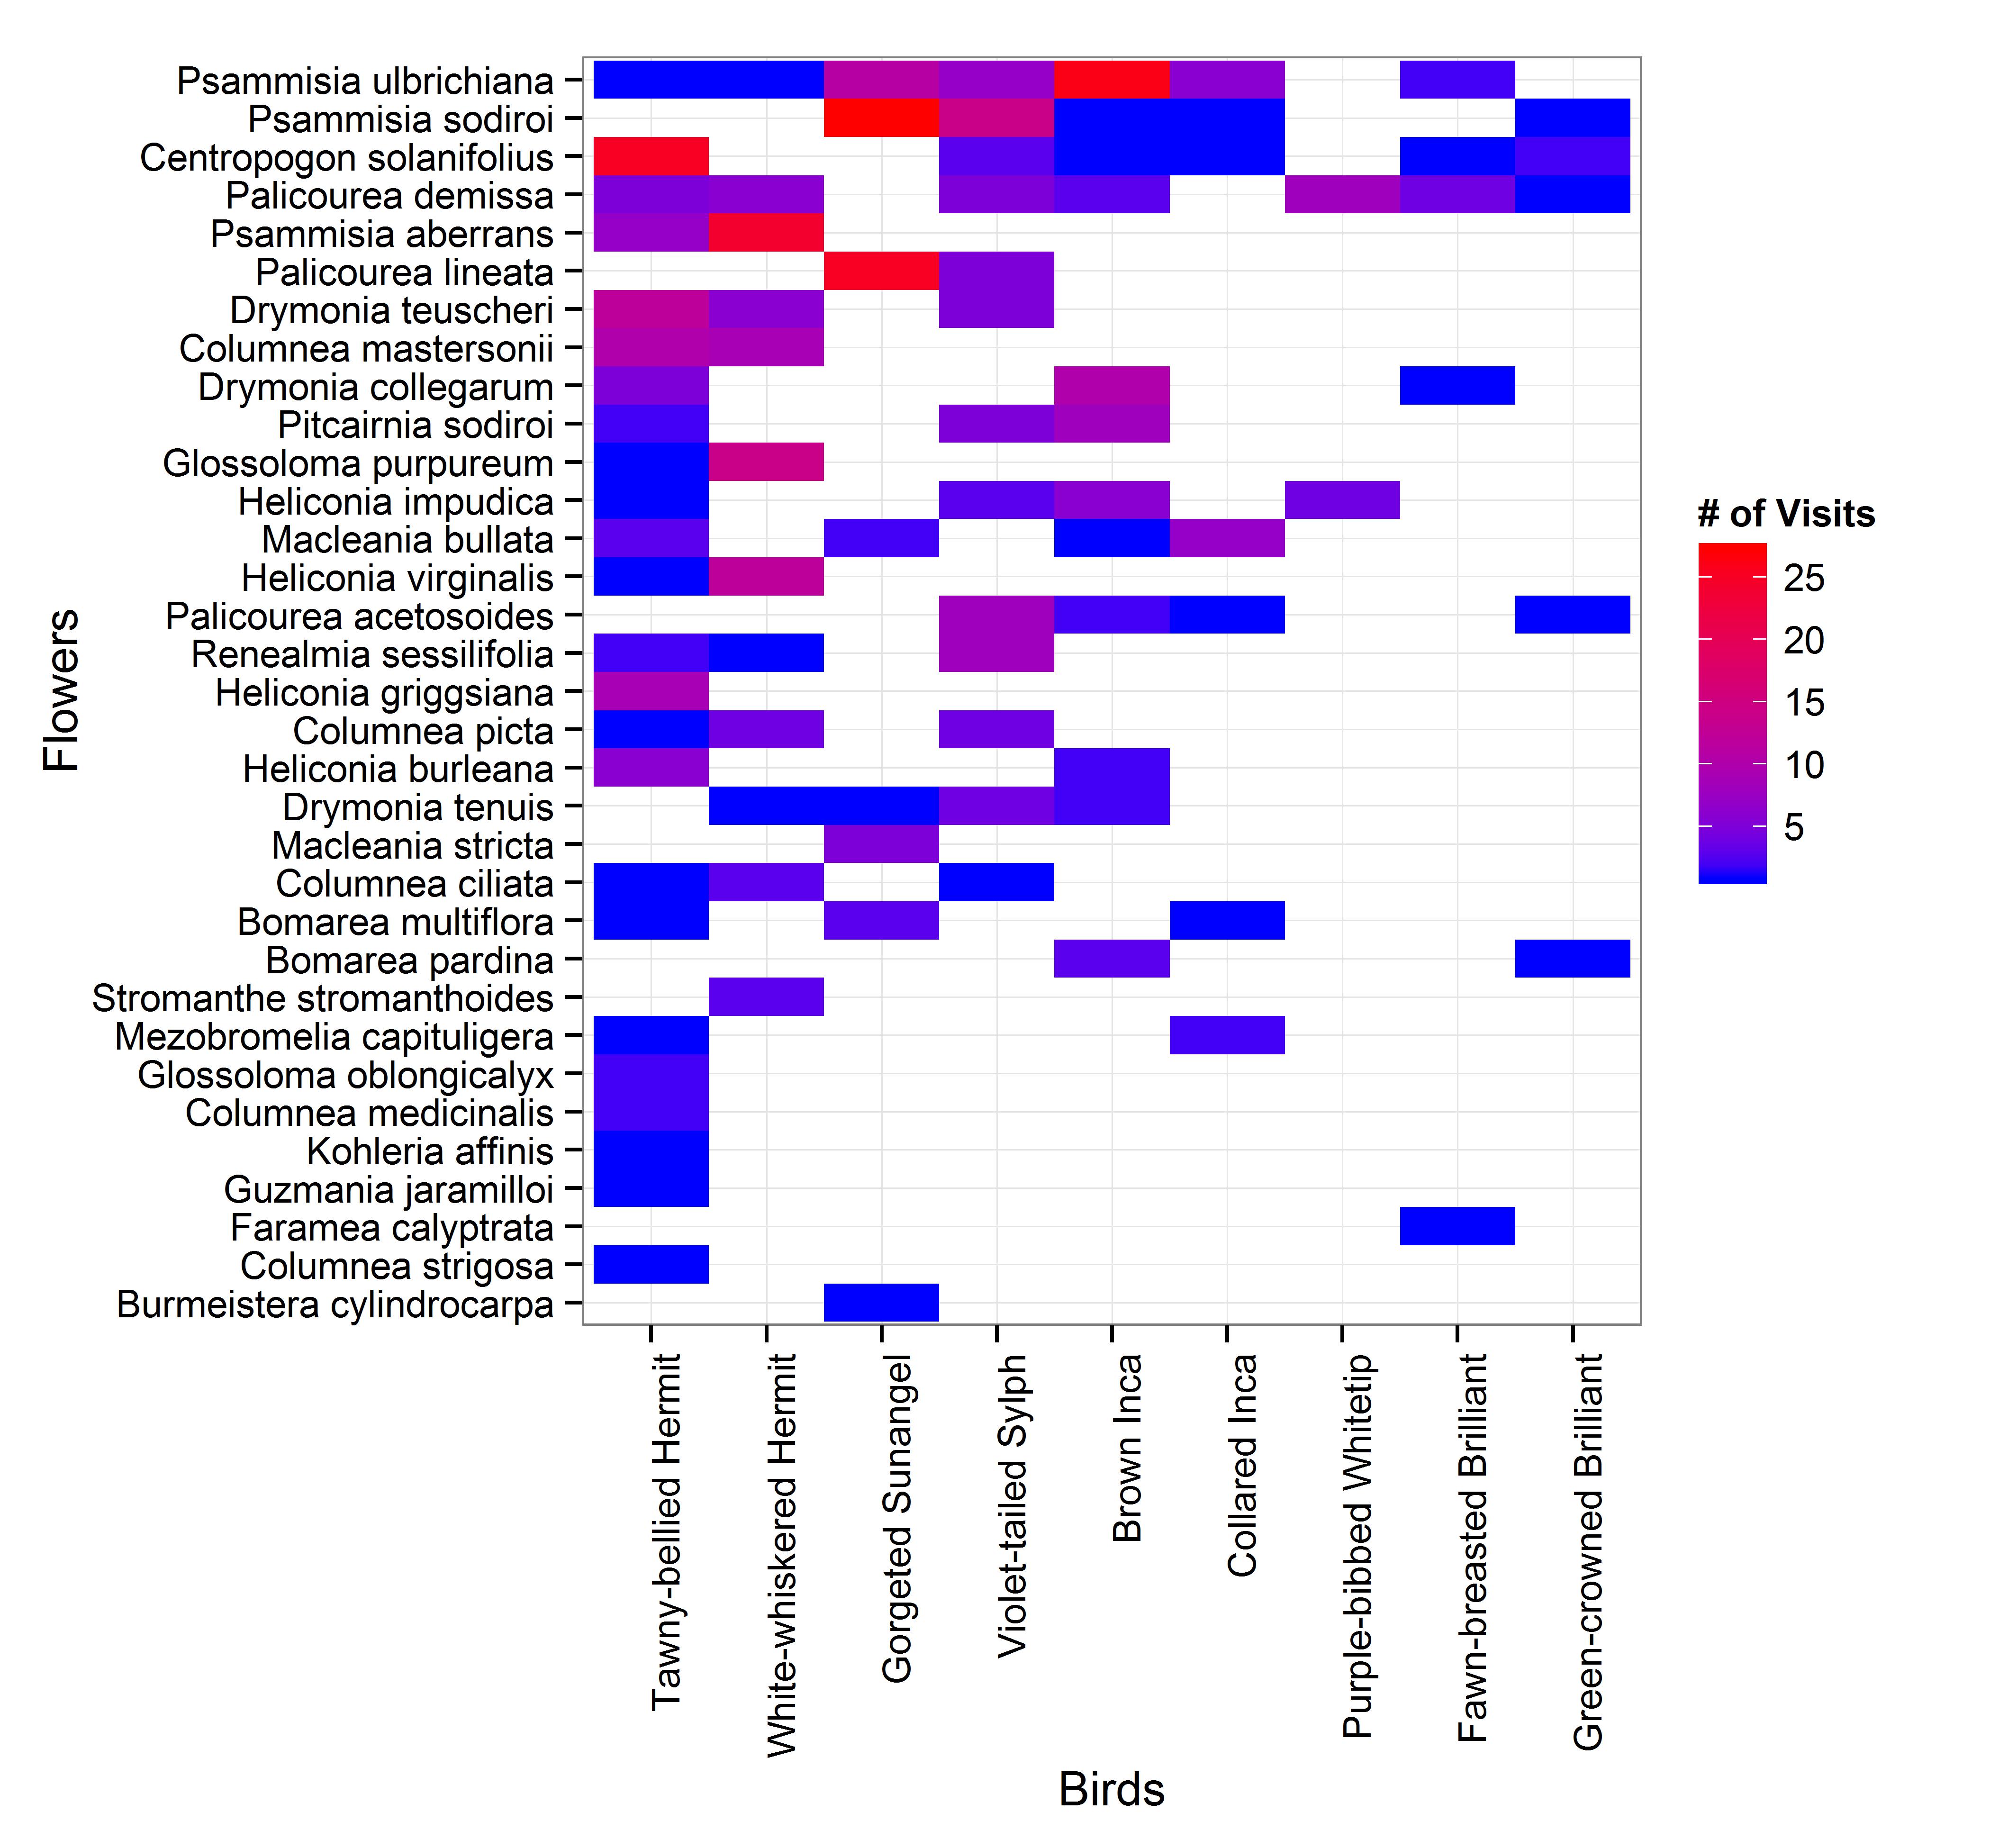 Psammisia ulbrichiana
Psammisia sodiroi
Centropogon solanifolius
Palicourea demissa
Psammisia aberrans
Palicourea lineata
Drymonia teuscheri
Columnea mastersonii
Drymonia collegarum
Pitcairnia sodiroi
Glossoloma purpureum
Heliconia impudica
Macleania bullata
Heliconia virginalis
Palicourea acetosoides
Renealmia sessilifolia
Heliconia griggsiana
Columnea picta
Heliconia burleana
Drymonia tenuis
Macleania stricta
Columnea ciliata
Bomarea multiflora
Bomarea pardina
Stromanthe stromanthoides
Mezobromelia capituligera
Glossoloma oblongicalyx
Columnea medicinalis
Kohleria affinis
Guzmania jaramilloi
Faramea calyptrata
Columnea strigosa
Burmeistera cylindrocarpa
Flowers
Tawny-bellied Hermit
White-whiskered Hermit
Gorgeted Sunangel
Violet-tailed Sylph
Brown Inca
Collared Inca
Purple-bibbed Whitetip
Fawn-breasted Brilliant
Green-crowned Brilliant
Birds
# of Visits
25
20
15
10
5